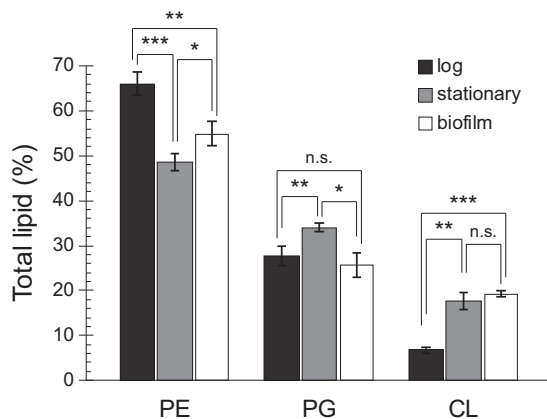 Total lipid (%)
70
60
50
40
30
20
10
0
**
***
*
n.s.
**
*
***
**
n.s.
log
stationary
biofilm
PE
PG
CL